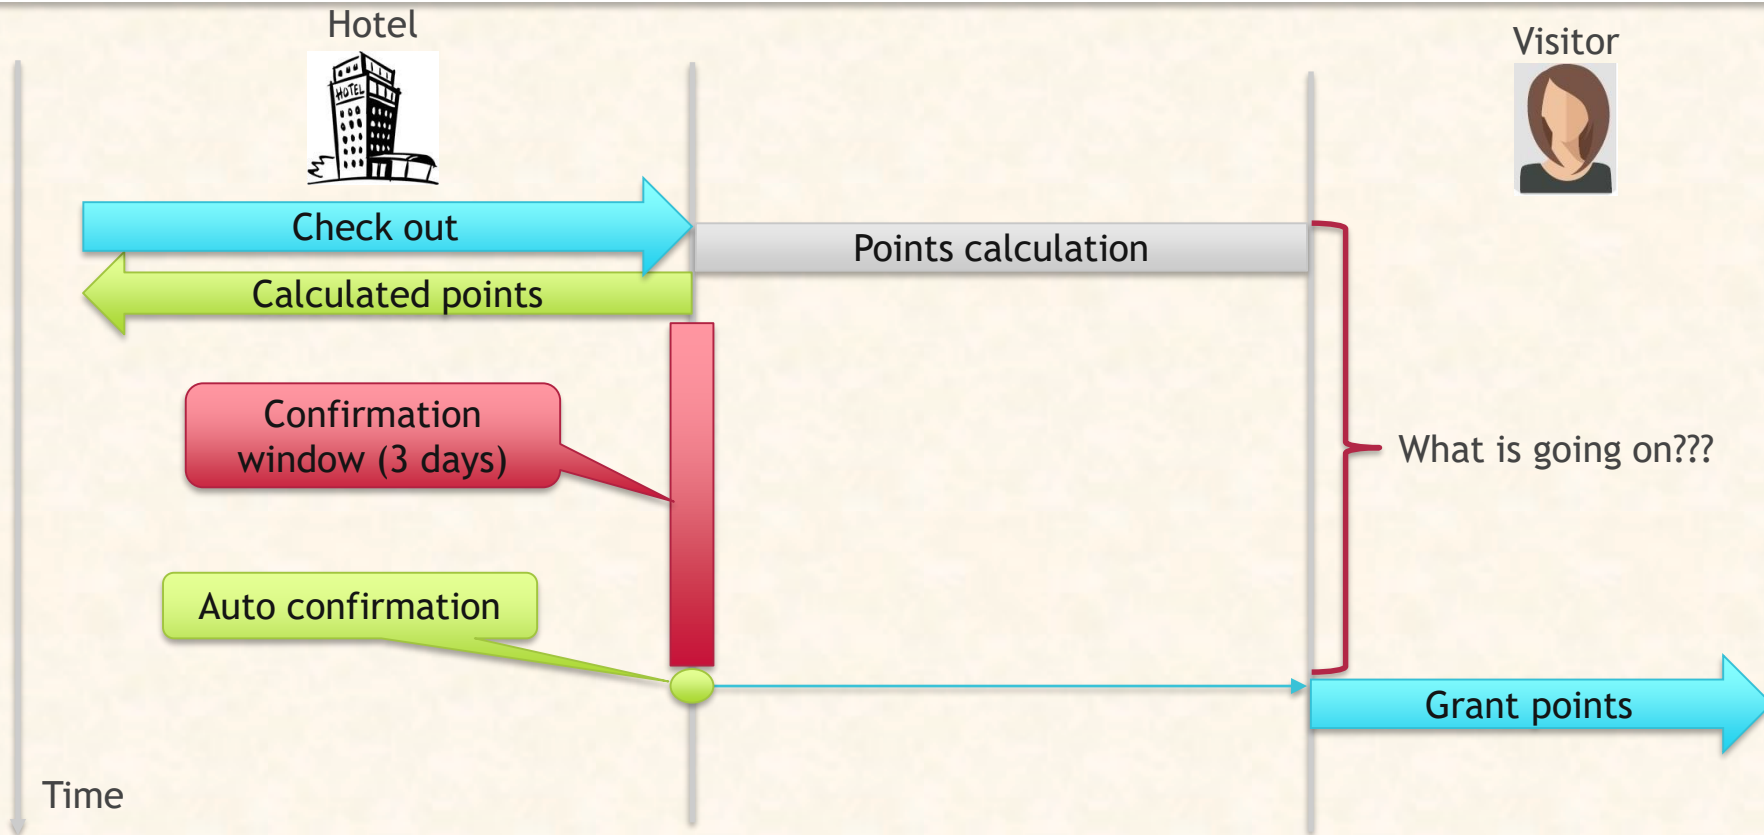 Hotel
Visitor
HOTEL
Check out
Points calculation
Calculated points
Confirmation
window (3 days)
What is going on???
Auto confirmation
Grant points
Time